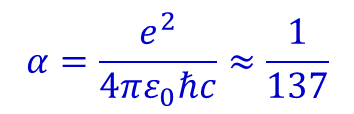 α = e² / 4πε₀ħc ≈ 1 / 137